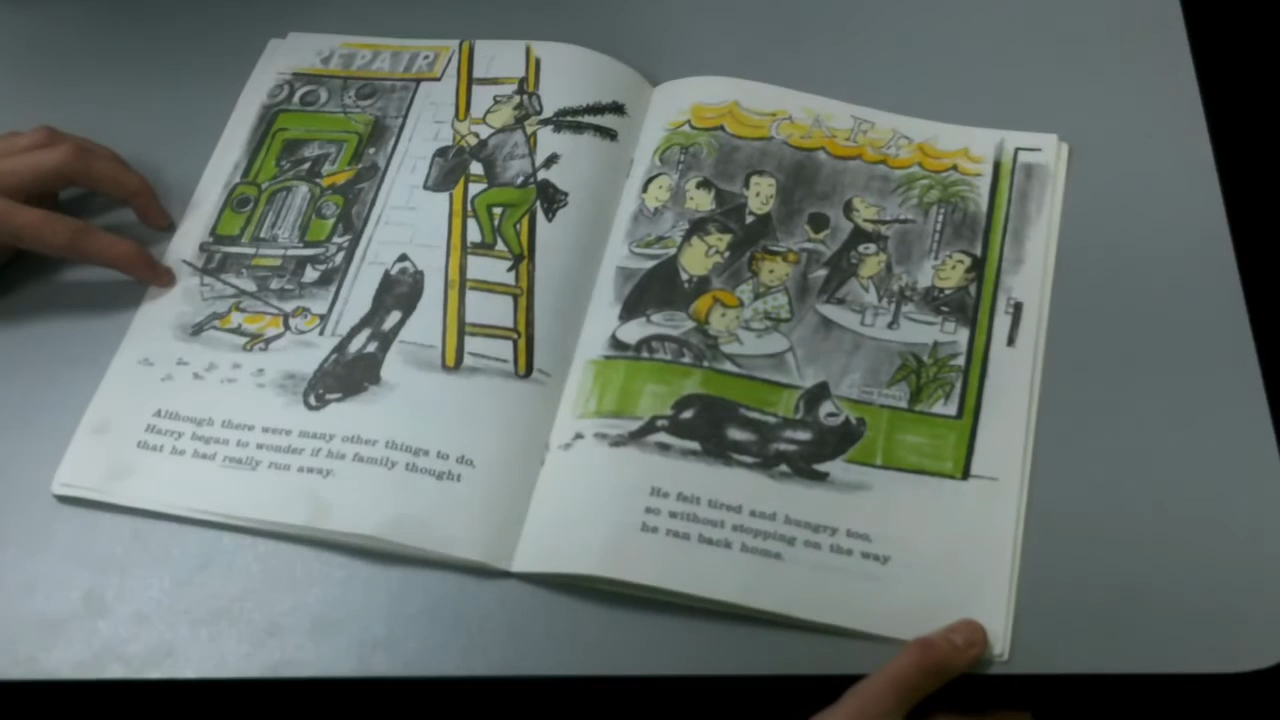 REPAIR
Although there were many other things to do,
Harry began to wonder if his family thought
that he had really run away.
CAFE
He felt tired and hungry too,
so without stopping on the way
he ran back home.